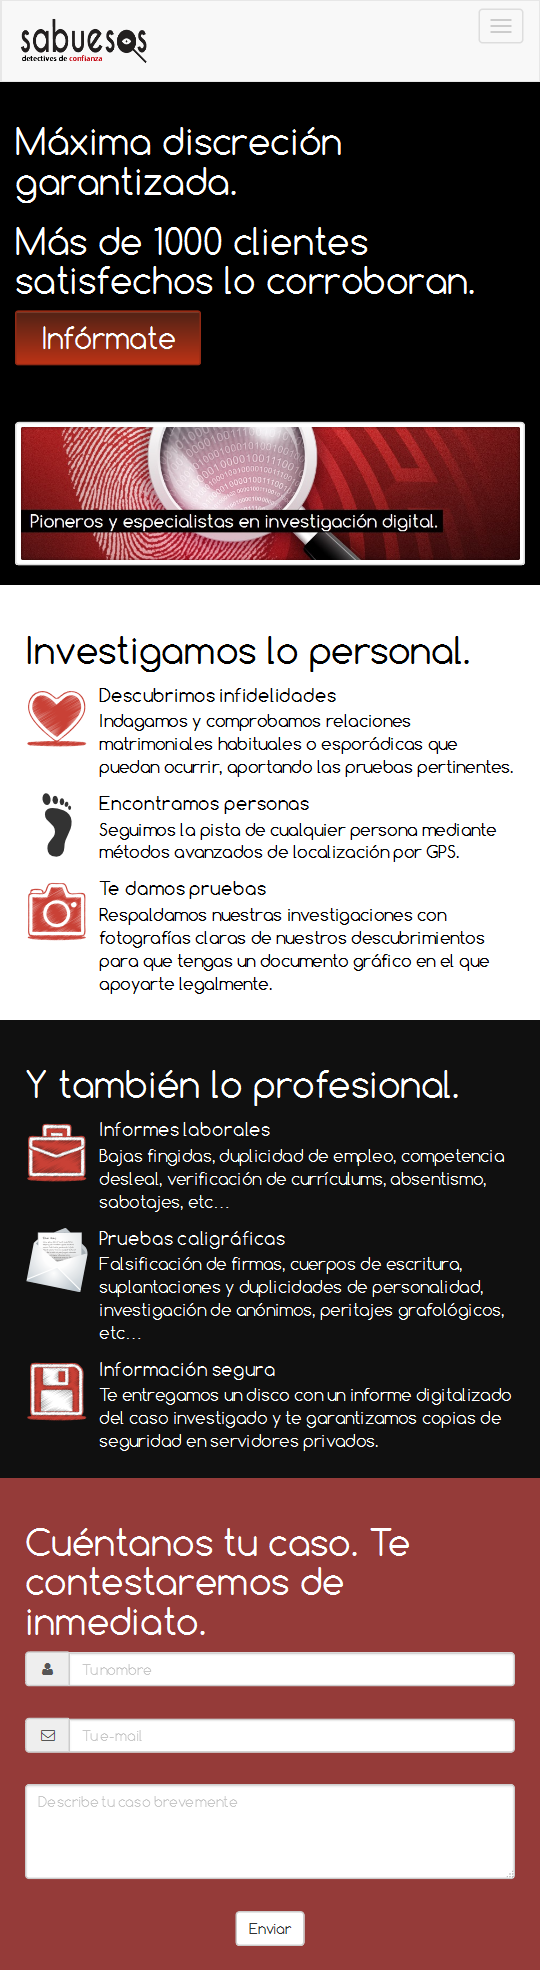 sabuesos
detectives de confianza
Máxima discreción
garantizada.
Más de 1000 clientes
satisfechos lo corroboran.
Infórmate
Pioneros y especialistas en investigación digital.
Investigamos lo personal.
Descubrimos infidelidades
Indagamos y comprobamos relaciones
matrimoniales habituales o esporádicas que
puedan ocurrir, aportando las pruebas pertinentes.
Encontramos personas
Seguimos la pista de cualquier persona mediante
métodos avanzados de localización por GPS.
Te damos pruebas
Respaldamos nuestras investigaciones con
fotografías claras de nuestros descubrimientos
para que tengas un documento gráfico en el que
apoyarte legalmente.
Y también lo profesional.
Informes laborales
Bajas fingidas, duplicidad de empleo, competencia
desleal, verificación de currículums, absentismo,
sabotajes, etc...
Pruebas caligráficas
Falsificación de firmas, cuerpos de escritura,
suplantaciones y duplicidades de personalidad,
investigación de anónimos, peritajes grafológicos,
etc...
Información segura
Te entregamos un disco con un informe digitalizado
del caso investigado y te garantizamos copias de
seguridad en servidores privados.
Cuéntanos tu caso. Te
contestaremos de
inmediato.
Tu nombre
Tu e-mail
Describe tu caso brevemente
Enviar